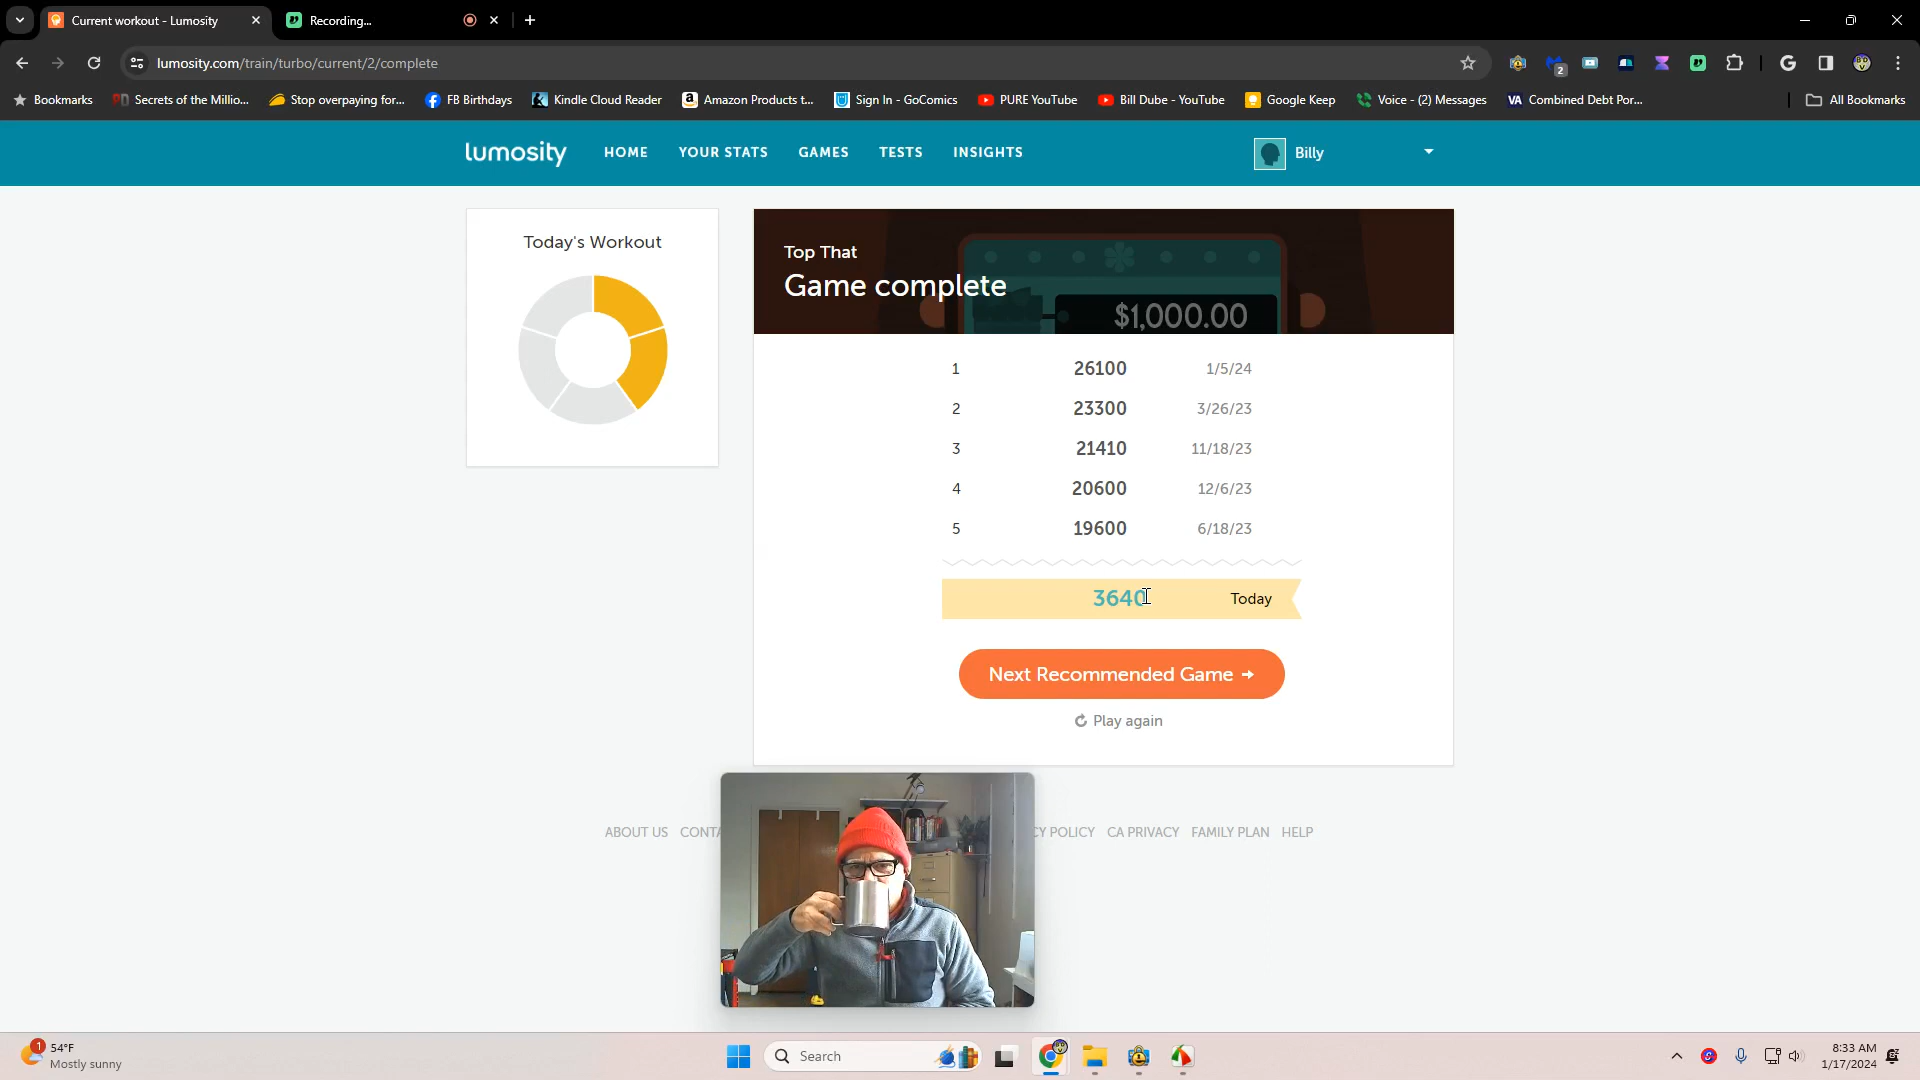 Current workout - Lumosity
Recording...
lumosity.com/train/turbo/current/2/complete
2
Bookmarks
Secrets of the Millio...
Stop overpaying for...
FB Birthdays
Kindle Cloud Reader
Amazon Products t...
Sign In - GoComics
PURE YouTube
Bill Dube - YouTube
Google Keep
Voice - (2) Messages
VA Combined Debt Por...
All Bookmarks
lumosity
HOME
YOUR STATS
GAMES
TESTS
INSIGHTS
Billy
Today's Workout
Top That
Game complete
$1,000.00
1 26100 1/5/24
2 23300 3/26/23
3 21410 11/18/23
4 20600 12/6/23
5 19600 6/18/23
3640 Today
Next Recommended Game
Play again
ABOUT US CONTA CY POLICY CA PRIVACY FAMILY PLAN HELP
1
54°F
Mostly sunny
Search
8:33 AM
1/17/2024